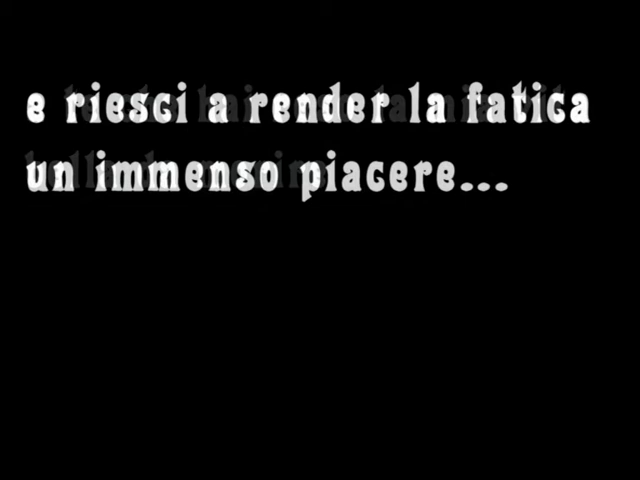 e riesci a render la fatica
un immenso piacere...